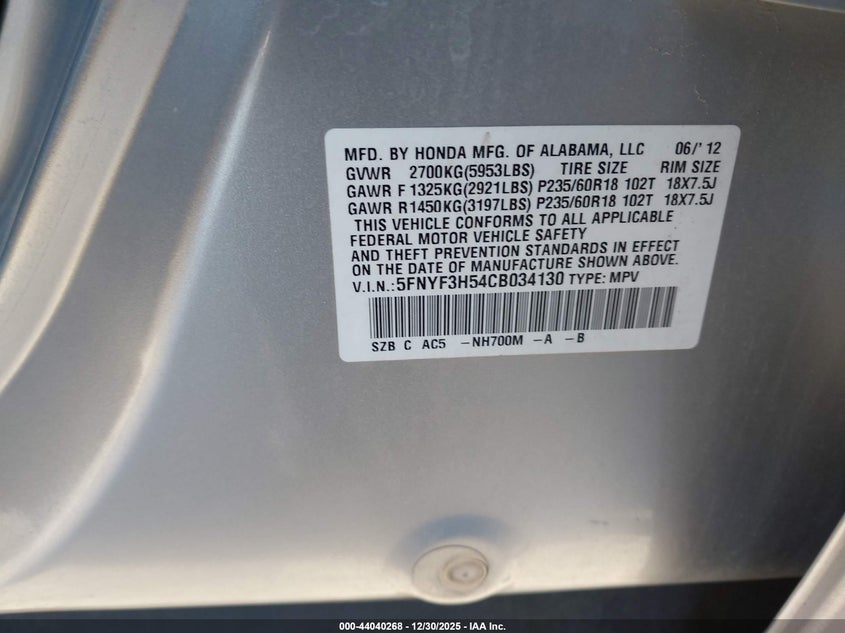 MFD. BY HONDA MFG. OF ALABAMA, LLC 06/'12
GVWR 2700KG(5953LBS) TIRE SIZE RIM SIZE
GAWR F 1325KG(2921LBS) P235/60R18 102T 18X7.5J
GAWR R1450KG(3197LBS) P235/60R18 102T 18X7.5J
THIS VEHICLE CONFORMS TO ALL APPLICABLE
FEDERAL MOTOR VEHICLE SAFETY
AND THEFT PREVENTION STANDARDS IN EFFECT
ON THE DATE OF MANUFACTURE SHOWN ABOVE.
V.I.N.:5FNYF3H54CB034130 TYPE: MPV
SZB C AC5 -NH700M -A -B
000-44040268 - 12/30/2025 - IAA Inc.